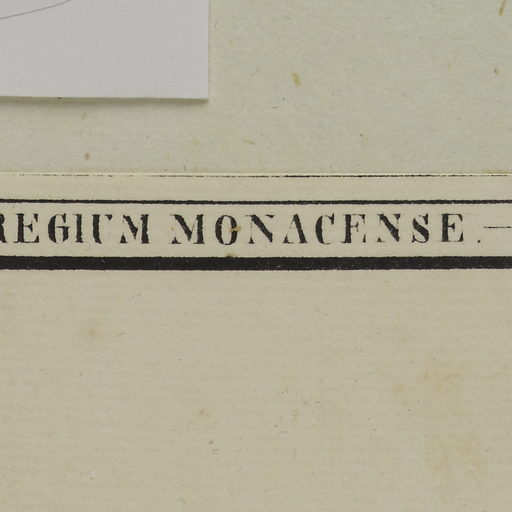 REGIUM MONACENSE. —